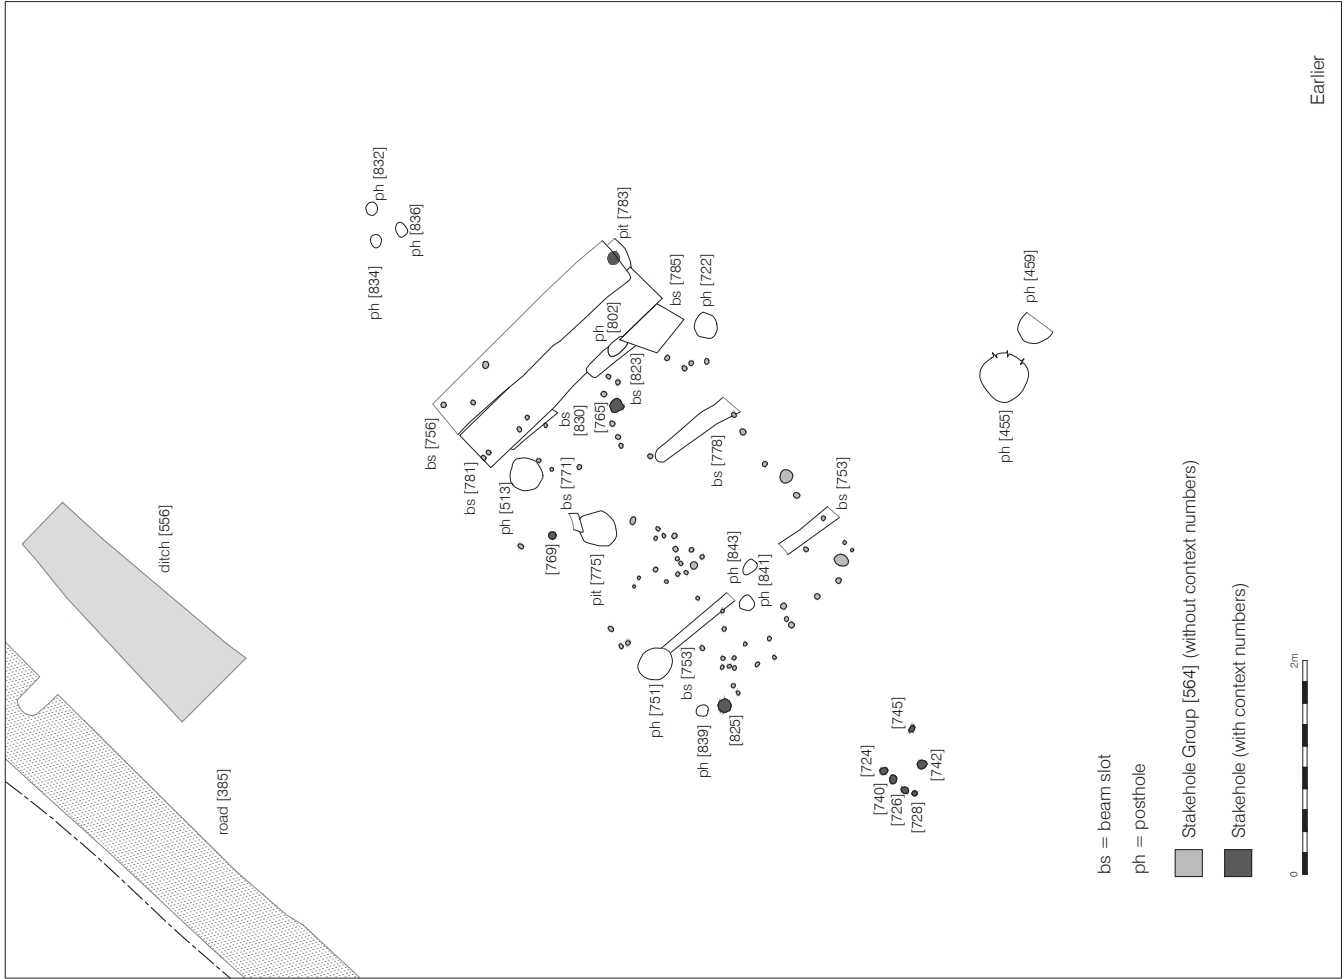 Earlier
ph [832]
ph [836]
ph [834]
pit [783]
bs [785]
ph [722]
ph
[802]
bs [823]
[765]
bs
[830]
bs [756]
bs [781]
ph [513]
bs [771]
[769]
pit [775]
bs [778]
bs [753]
ph [843]
ph [841]
bs [753]
ph [751]
ph [839]
[825]
ph [459]
ph [455]
ditch [556]
road [385]
[745]
[724]
[742]
[740]
[726]
[728]
bs = beam slot
ph = posthole
Stakehole Group [564] (without context numbers)
Stakehole (with context numbers)
0
2m